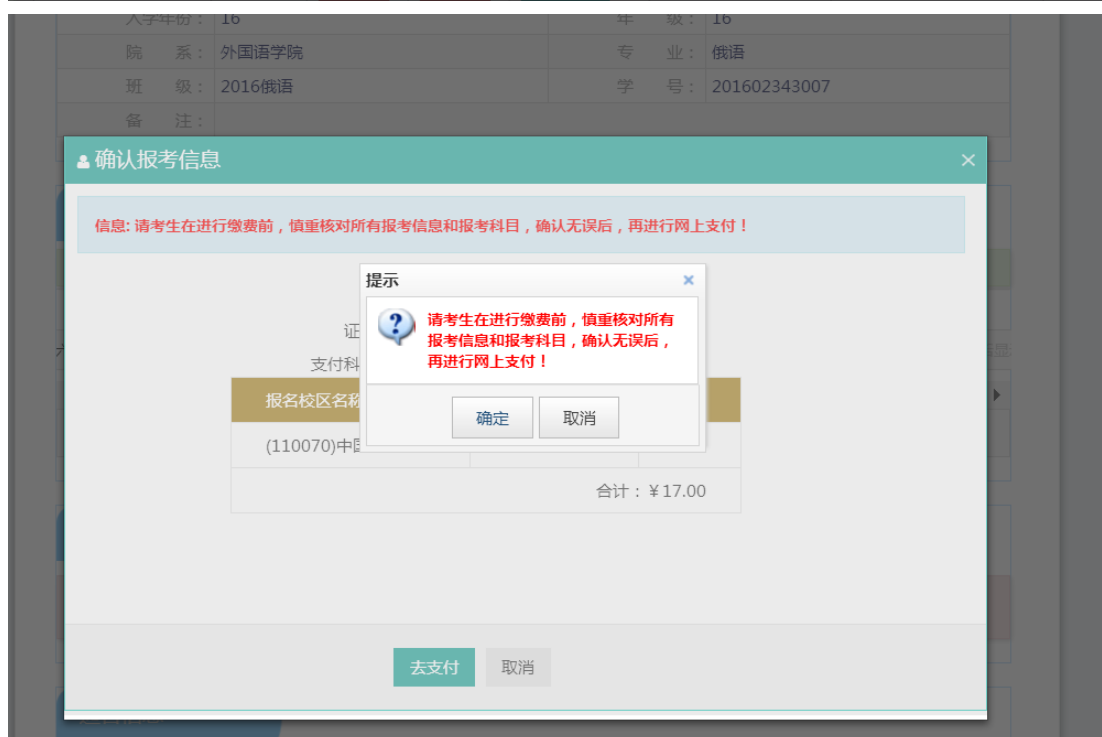 入学年份： 16 年 级： 16
院 系： 外国语学院 专 业： 俄语
班 级： 2016俄语 学 号： 201602343007
备 注：
确认报考信息 ×
信息: 请考生在进行缴费前，慎重核对所有报考信息和报考科目，确认无误后，再进行网上支付！
提示 ×
请考生在进行缴费前，慎重核对所有
报考信息和报考科目，确认无误后，
再进行网上支付！
确定 取消
证
支付科
报名校区名称
(110070)中国
合计：￥17.00
去支付 取消